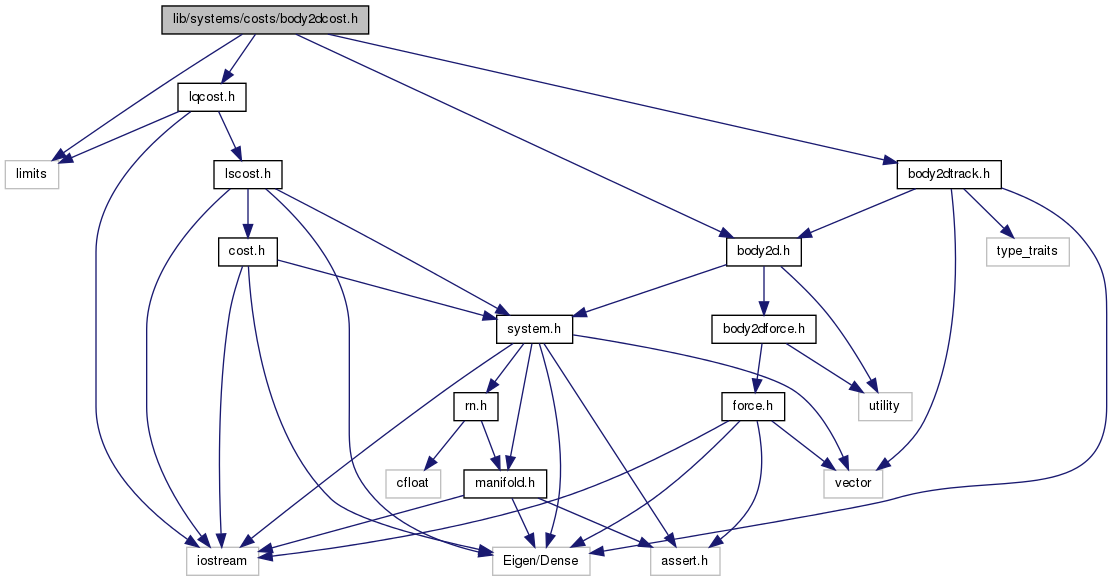 lib/systems/costs/body2dcost.h
lqcost.h
limits
lscost.h
body2dtrack.h
cost.h
body2d.h
type_traits
system.h
body2dforce.h
rn.h
force.h
utility
cfloat
manifold.h
vector
iostream
Eigen/Dense
assert.h